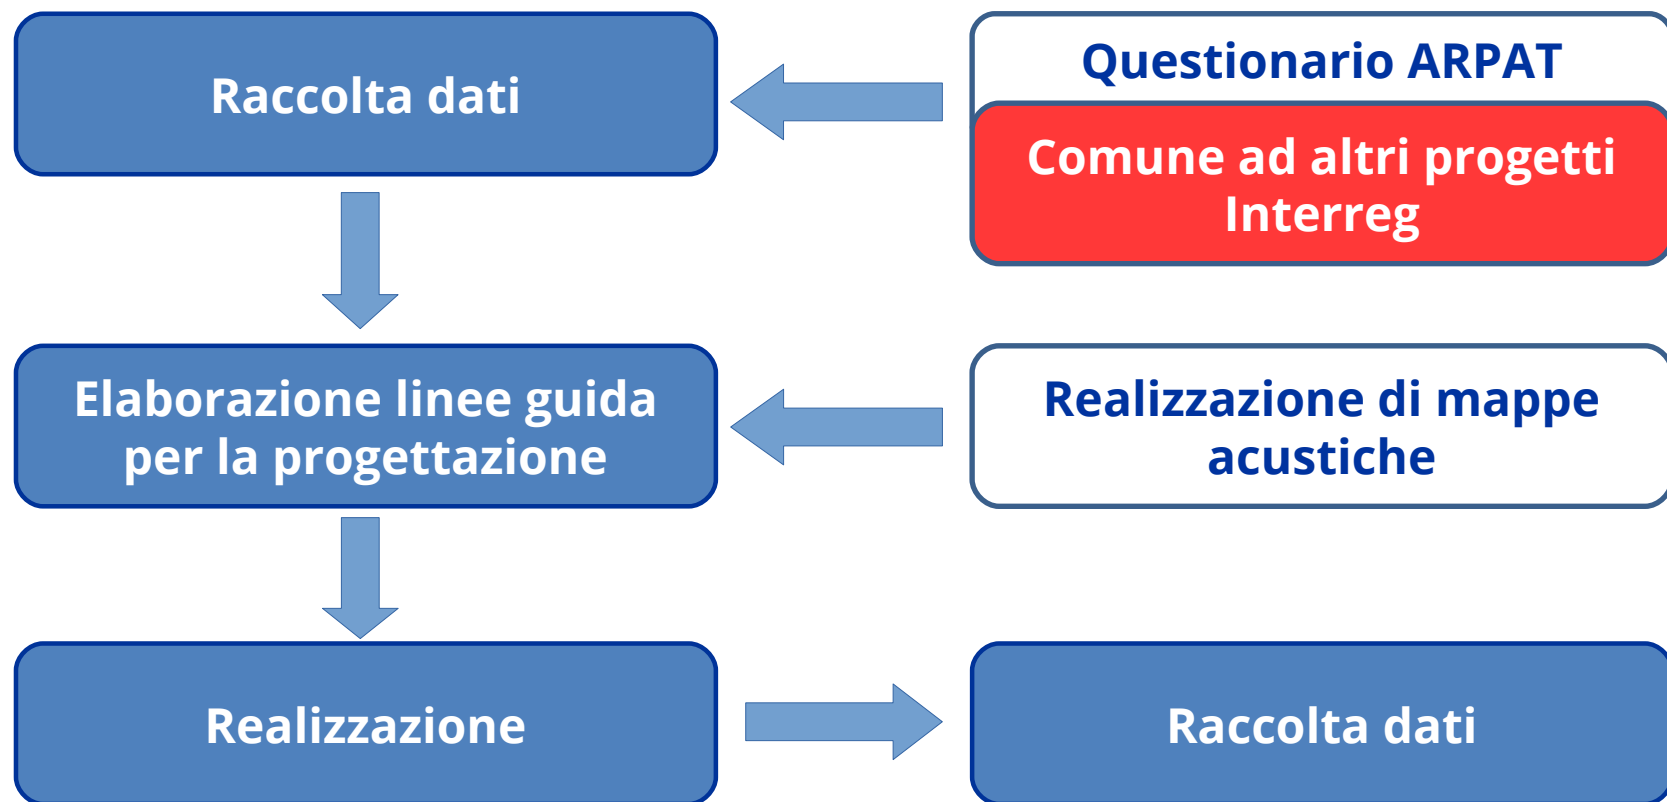 Raccolta dati
Questionario ARPAT
Comune ad altri progetti
Interreg
Elaborazione linee guida
per la progettazione
Realizzazione di mappe
acustiche
Realizzazione
Raccolta dati